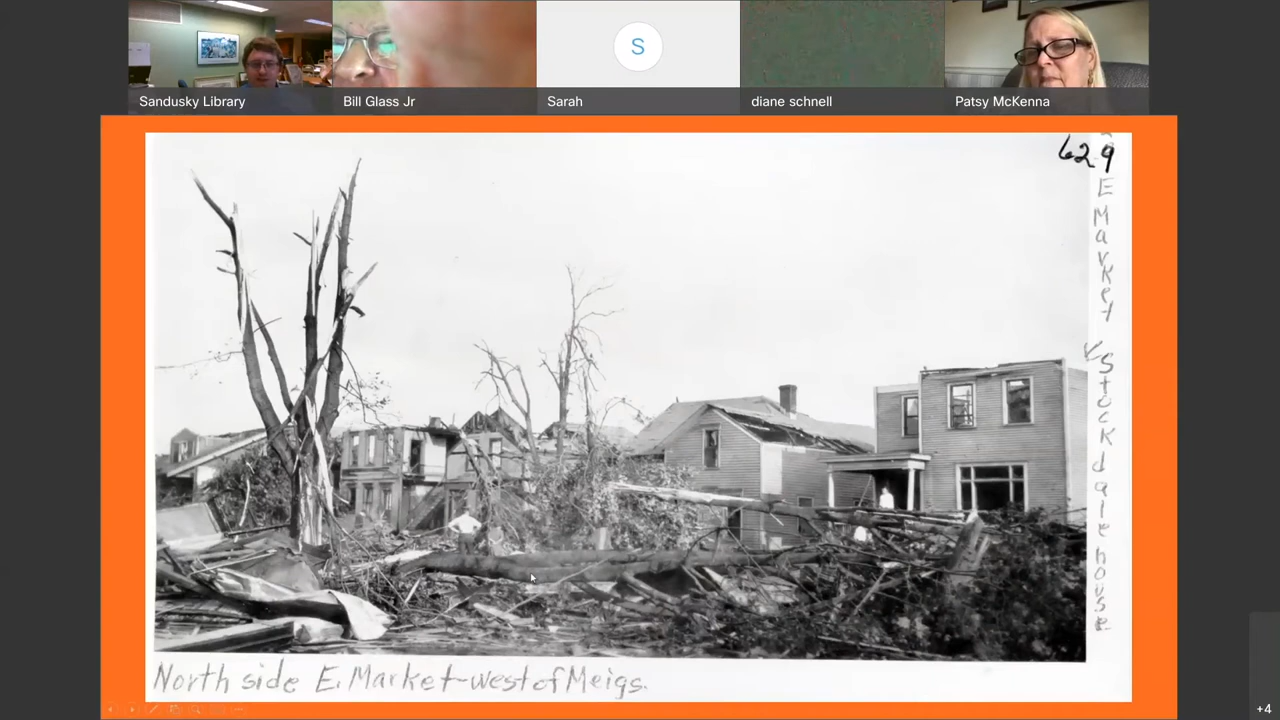 Sandusky Library
Bill Glass Jr
S
Sarah
diane schnell
Patsy McKenna
629
E Market
Stockdale house
North side E. Market-west of Meigs.
+4